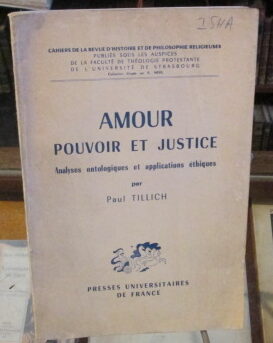 CAHIERS DE LA REVUE D'HISTOIRE ET DE PHILOSOPHIE RELIGIEUSES
PUBLIÉS SOUS LES AUSPICES
DE LA FACULTÉ DE THÉOLOGIE PROTESTANTE
DE L'UNIVERSITÉ DE STRASBOURG
AMOUR
POUVOIR ET JUSTICE
Analyses ontologiques et applications éthiques
par
Paul TILLICH
PRESSES UNIVERSITAIRES
DE FRANCE